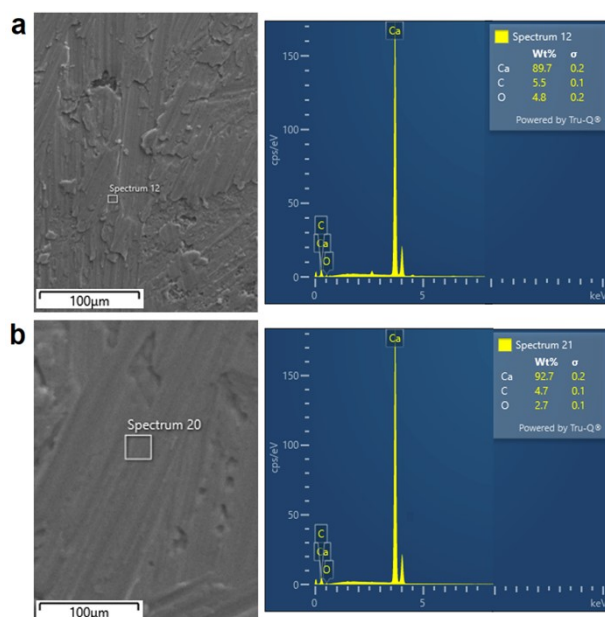 a
Spectrum 12
100µm
150
100
50
0
cps/eV
Ca
C
Ca
O
5
keV
Spectrum 12
Wt% σ
Ca 89.7 0.2
C 5.5 0.1
O 4.8 0.2
Powered by Tru-Q®
b
Spectrum 20
100µm
150
100
50
0
cps/eV
Ca
C
Ca
O
5
keV
Spectrum 21
Wt% σ
Ca 92.7 0.2
C 4.7 0.1
O 2.7 0.1
Powered by Tru-Q®